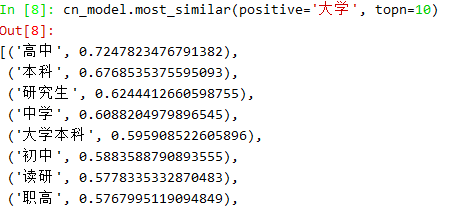 In [8]: cn_model.most_similar(positive='大学', topn=10)
Out[8]:
[('高中', 0.7247823476791382),
('本科', 0.6768535375595093),
('研究生', 0.6244412660598755),
('中学', 0.6088204979896545),
('大学本科', 0.595908522605896),
('初中', 0.5883588790893555),
('读研', 0.5778335332870483),
('职高', 0.5767995119094849),